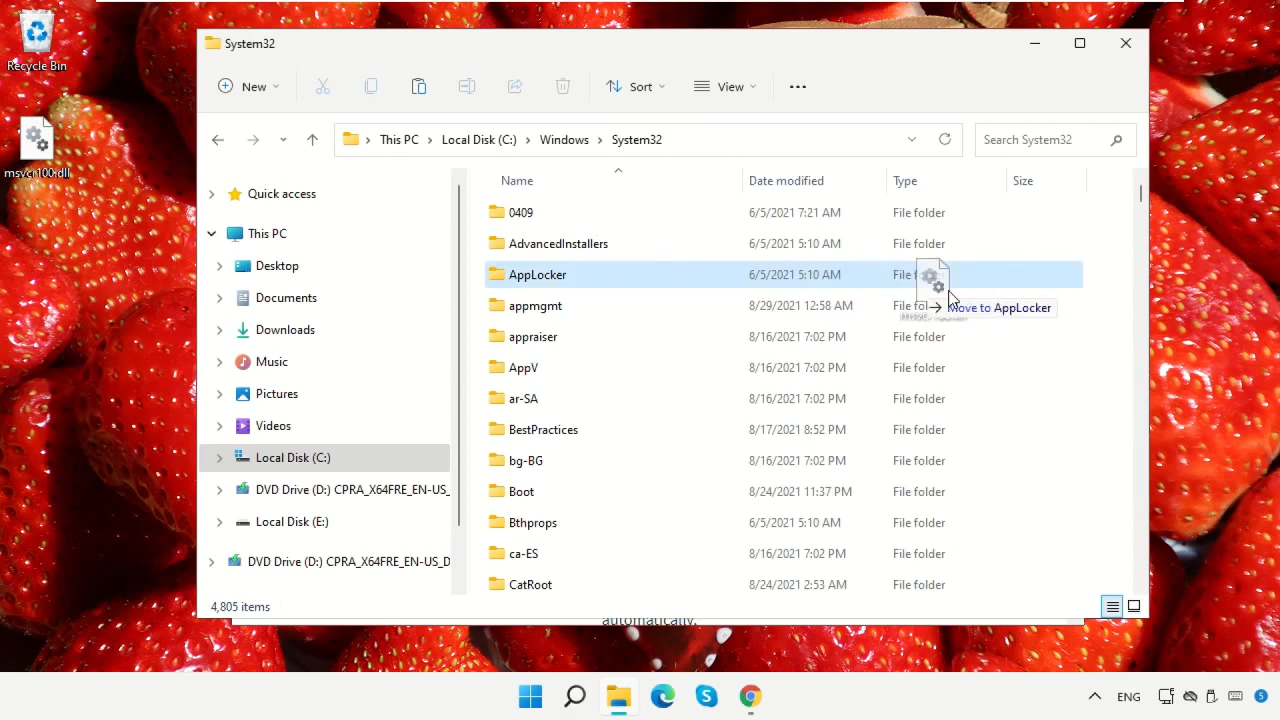 Recycle Bin
msvcr100.dll
System32
New
Sort
View
This PC
Local Disk (C:)
Windows
System32
Search System32
Quick access
This PC
Desktop
Documents
Downloads
Music
Pictures
Videos
Local Disk (C:)
DVD Drive (D:) CPRA_X64FRE_EN-US_
Local Disk (E:)
DVD Drive (D:) CPRA_X64FRE_EN-US_D
Name Date modified Type Size
0409 6/5/2021 7:21 AM File folder
AdvancedInstallers 6/5/2021 5:10 AM File folder
AppLocker 6/5/2021 5:10 AM File f
appmgmt 8/29/2021 12:58 AM File fol
Move to AppLocker
appraiser 8/16/2021 7:02 PM File folder
AppV 8/16/2021 7:02 PM File folder
ar-SA 8/16/2021 7:02 PM File folder
BestPractices 8/17/2021 8:52 PM File folder
bg-BG 8/16/2021 7:02 PM File folder
Boot 8/24/2021 11:37 PM File folder
Bthprops 6/5/2021 5:10 AM File folder
ca-ES 8/16/2021 7:02 PM File folder
CatRoot 8/24/2021 2:53 AM File folder
4,805 items
automatically.
ENG
5